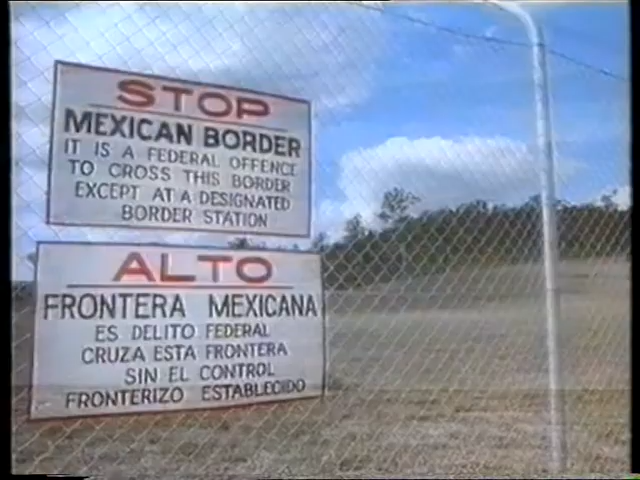 STOP
MEXICAN BORDER
IT IS A FEDERAL OFFENCE
TO CROSS THIS BORDER
EXCEPT AT A DESIGNATED
BORDER STATION
ALTO
FRONTERA MEXICANA
ES DELITO FEDERAL
CRUZA ESTA FRONTERA
SIN EL CONTROL
FRONTERIZO ESTABLECIDO